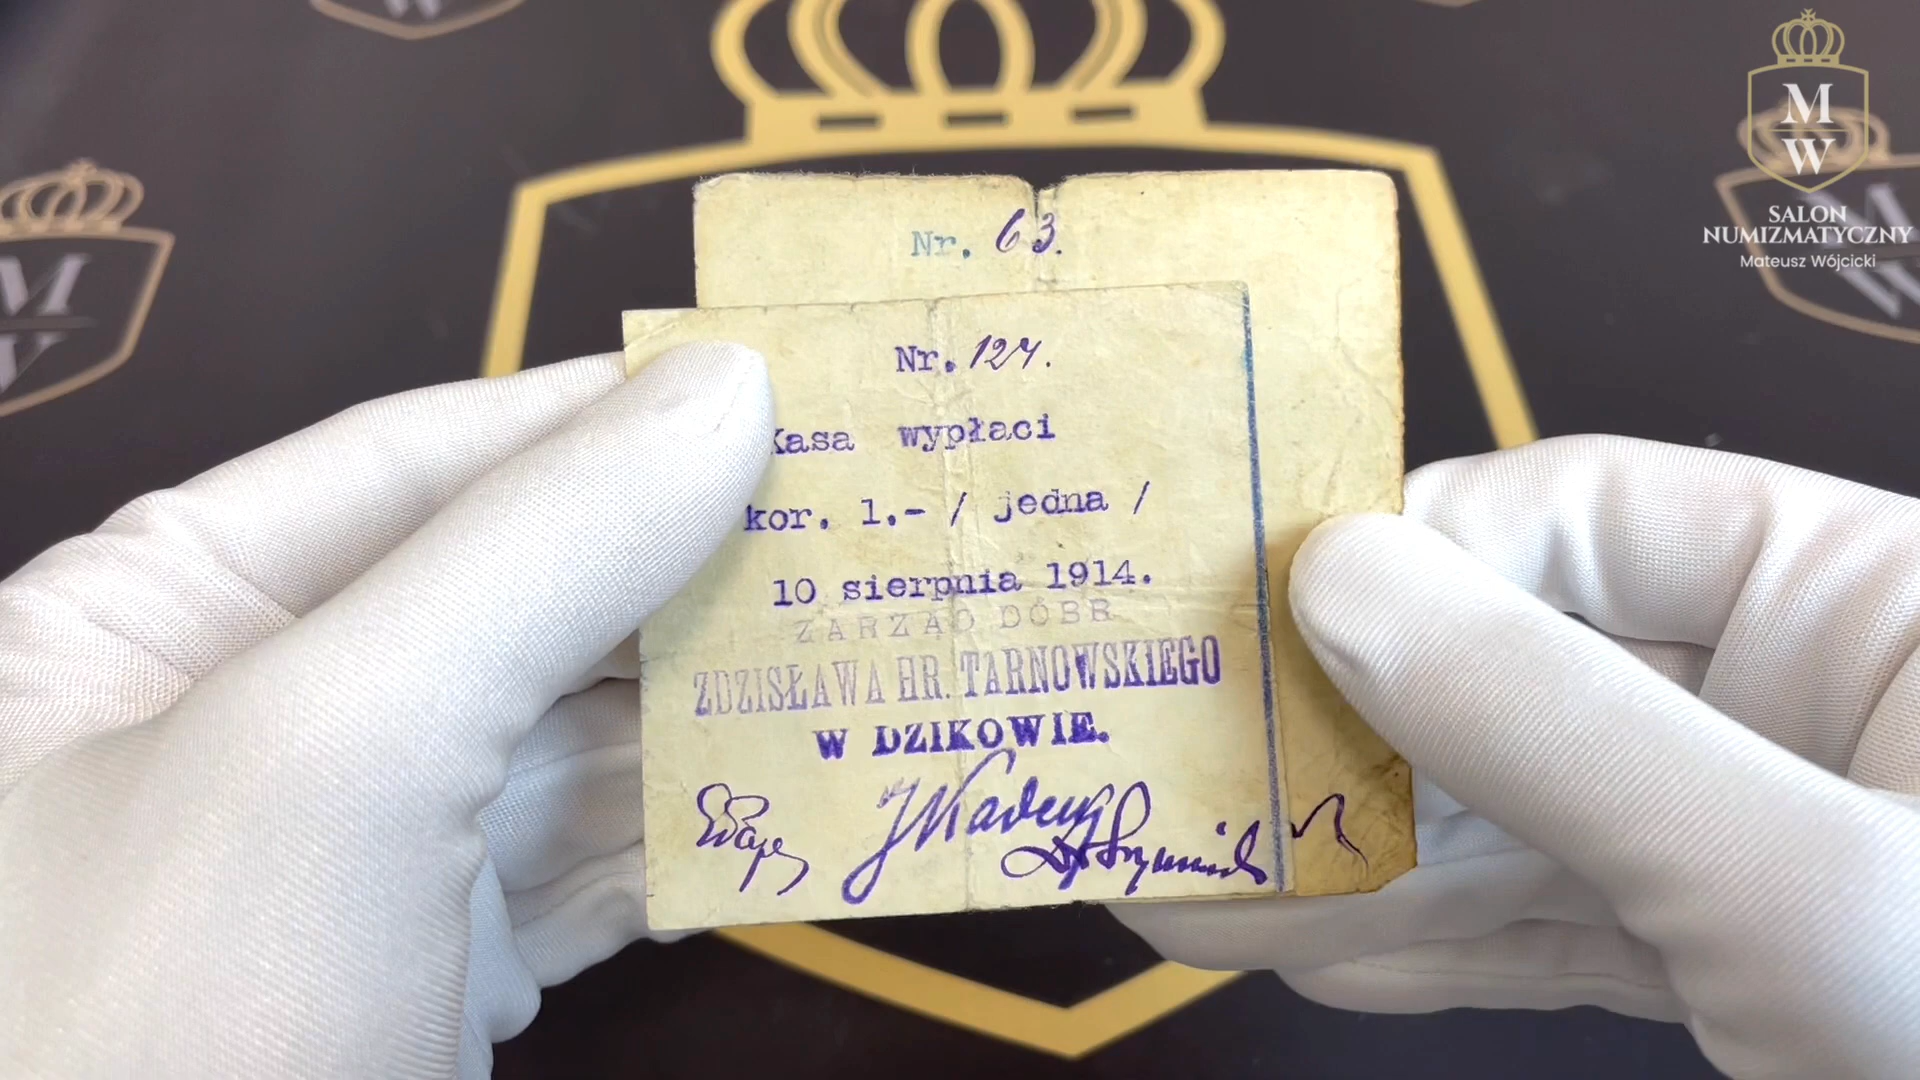 Nr. 63.
Nr. 127.
Kasa wypłaci
kor. 1.- / jedna /
10 sierpnia 1914.
ZARZĄD DÓBR
ZDZISŁAWA HR. TARNOWSKIEGO
W DZIKOWIE.
M
W
SALON
NUMIZMATYCZNY
Mateusz Wójcicki
M
W
M
W
W